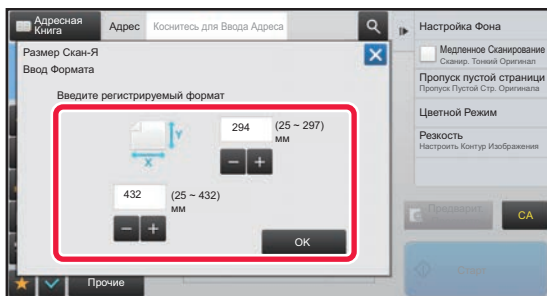 Адресная
Книга
Адрес
Коснитесь для Ввода Адреса
Размер Скан-Я
Ввод Формата
Введите регистрируемый формат
Y
X
294
(25 ~ 297)
мм
− +
432
(25 ~ 432)
мм
− +
OK
Прочие
Настройка Фона
Медленное Сканирование
Сканир. Тонкий Оригинал
Пропуск пустой страници
Пропуск Пустой Стр. Оригинала
Цветной Режим
Резкость
Настроить Контур Изображения
Предварит.
CA
Старт